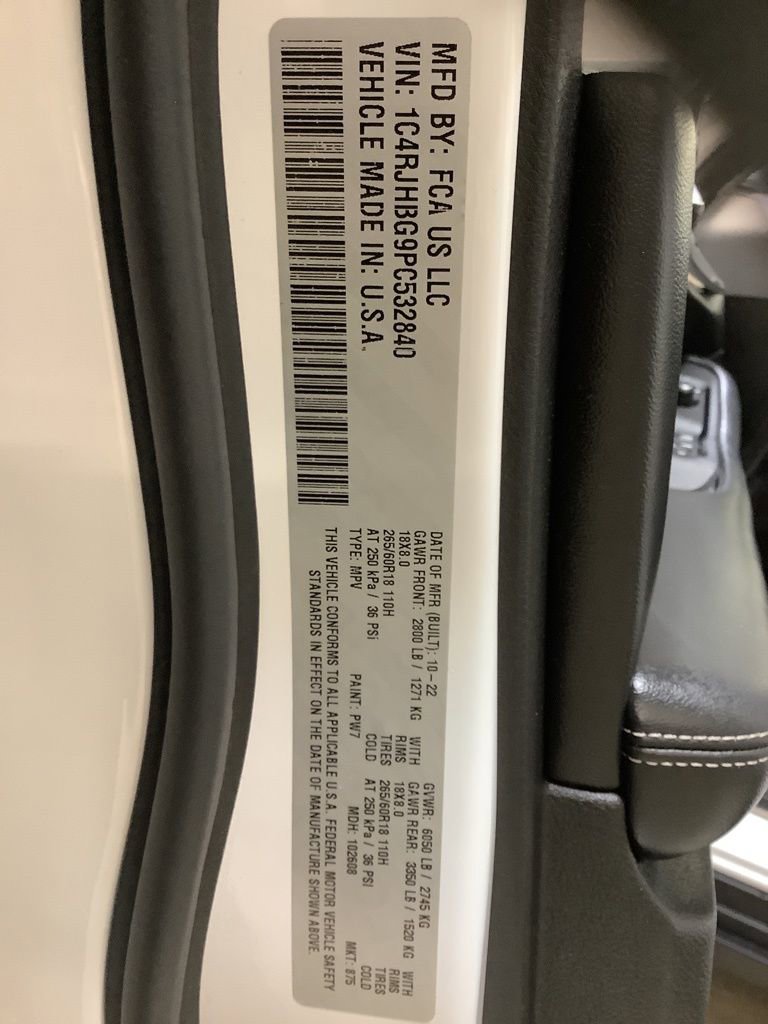 MFD BY: FCA US LLC
VIN: 1C4RJHBG9PC532840
VEHICLE MADE IN: U.S.A.
DATE OF MFR (BUILT): 10-22 GVWR: 6050 LB / 2745 KG
GAWR FRONT: 2800 LB / 1271 KG WITH GAWR REAR: 3350 LB / 1520 KG WITH
18X8.0 RIMS 18X8.0 RIMS
265/60R18 110H TIRES 265/60R18 110H TIRES
AT 250 kPa / 36 PSi COLD AT 250 kPa / 36 PSI COLD
TYPE: MPV PAINT: PW7 MDH: 102608 MKT: 875
THIS VEHICLE CONFORMS TO ALL APPLICABLE U.S.A. FEDERAL MOTOR VEHICLE SAFETY
STANDARDS IN EFFECT ON THE DATE OF MANUFACTURE SHOWN ABOVE.